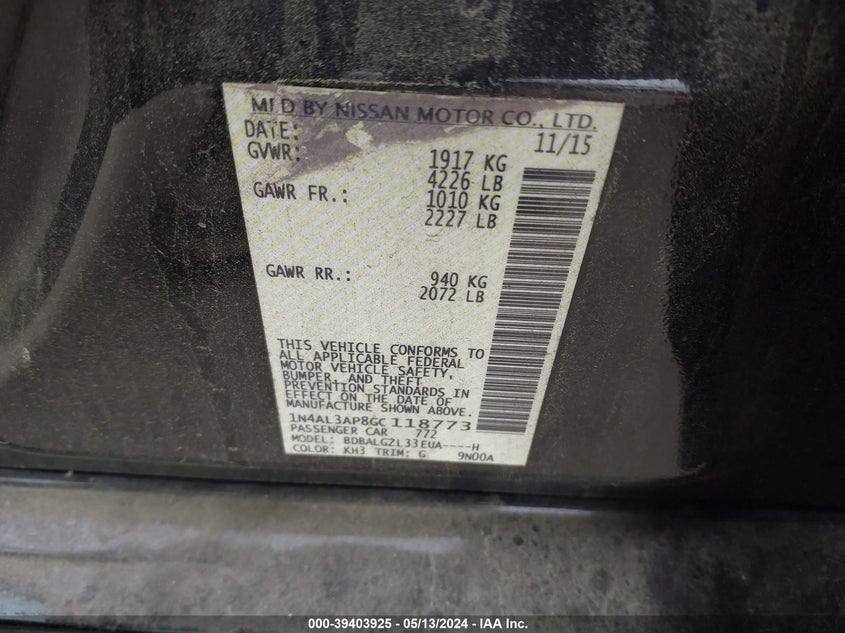 MFD BY NISSAN MOTOR CO., LTD.
DATE: 11/15
GVWR: 1917 KG
4226 LB
GAWR FR.: 1010 KG
2227 LB
GAWR RR.: 940 KG
2072 LB
THIS VEHICLE CONFORMS TO
ALL APPLICABLE FEDERAL
MOTOR VEHICLE SAFETY,
BUMPER, AND THEFT
PREVENTION STANDARDS IN
EFFECT ON THE DATE OF
MANUFACTURE SHOWN ABOVE.
1N4AL3AP8GC118773
PASSENGER CAR 772
MODEL: BDBALGZL33EUA----H
COLOR: KH3 TRIM: G 9N00A
000-39403925 - 05/13/2024 - IAA Inc.